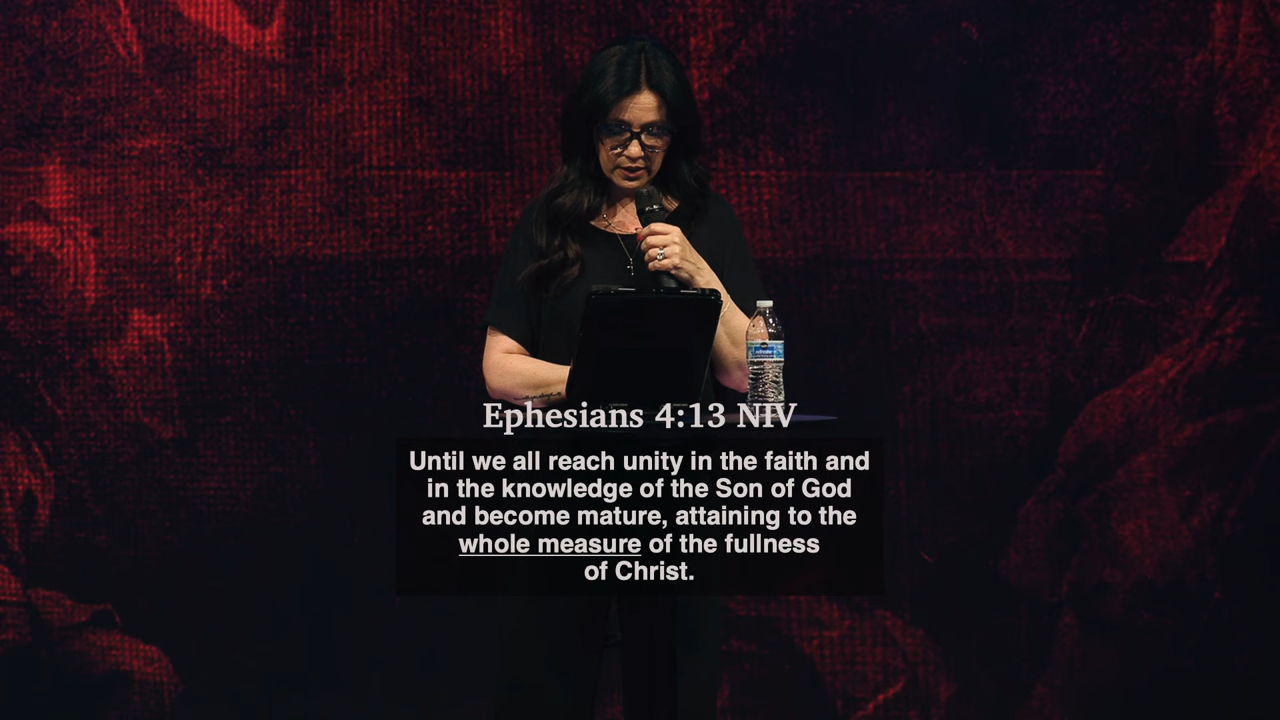 Ephesians 4:13 NIV
Until we all reach unity in the faith and
in the knowledge of the Son of God
and become mature, attaining to the
whole measure of the fullness
of Christ.